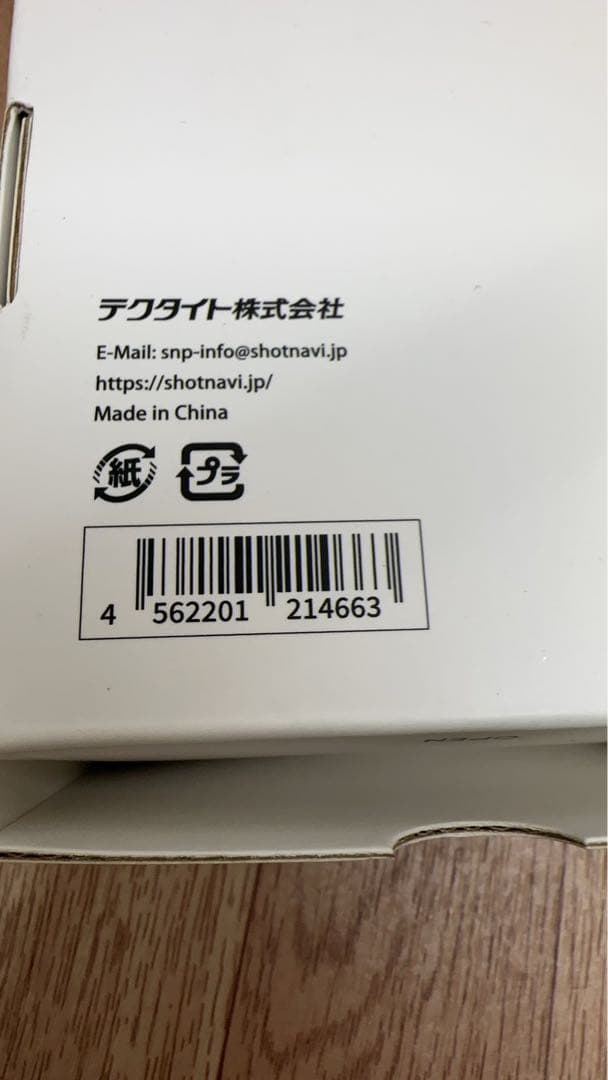 テクタイト株式会社
E-Mail: snp-info@shotnavi.jp
https://shotnavi.jp/
Made in China
紙 プラ
4 562201 214663
OPEN